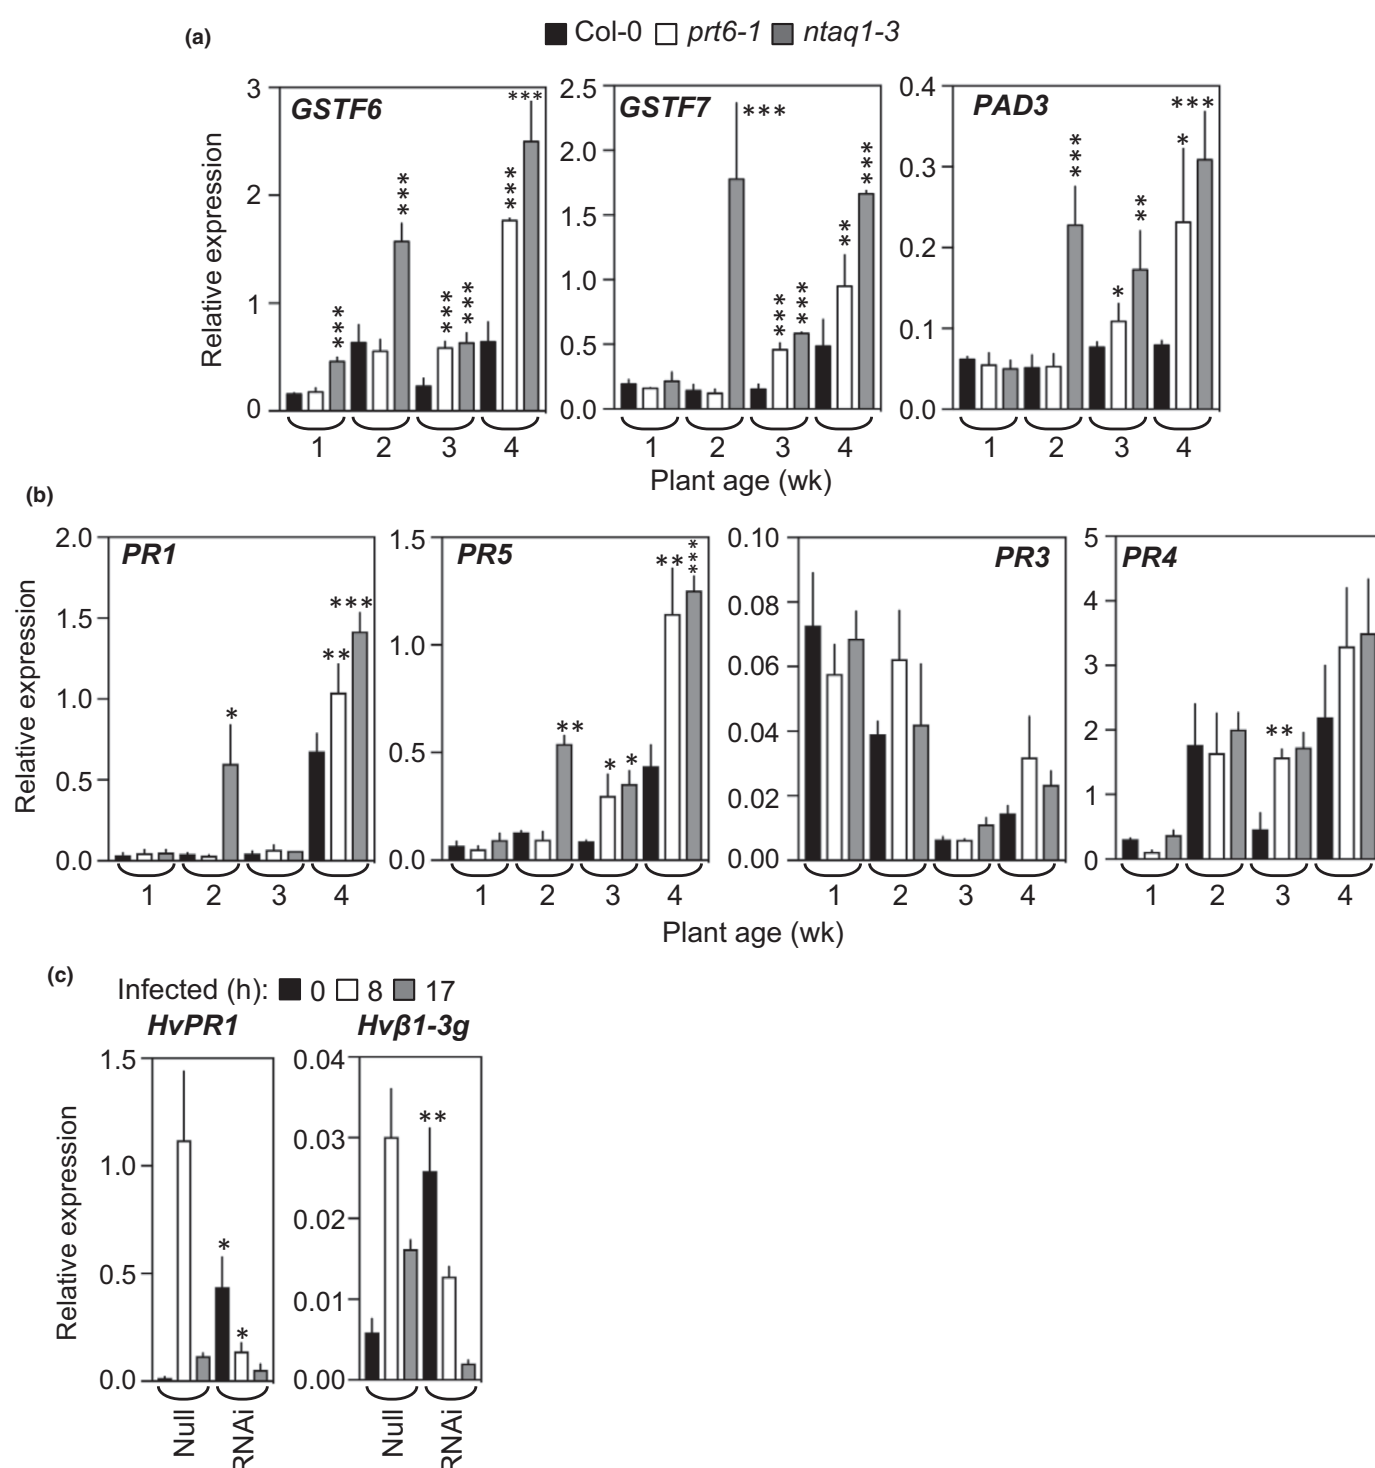 (a)
Col-0 prt6-1 ntaq1-3
GSTF6 GSTF7 PAD3
Relative expression
3
2
1
0
2.5
2.0
1.5
1.0
0.5
0.0
0.4
0.3
0.2
0.1
0.0
*** *** *** *** *** ***
*** *** *** ** ***
*** * ** * ***
1 2 3 4 1 2 3 4 1 2 3 4
Plant age (wk)
(b)
PR1 PR5 PR3 PR4
Relative expression
2.0
1.5
1.0
0.5
0.0
1.5
1.0
0.5
0.0
0.10
0.08
0.06
0.04
0.02
0.00
5
4
3
2
1
0
* ** ***
** * * ** ***
**
1 2 3 4 1 2 3 4 1 2 3 4 1 2 3 4
Plant age (wk)
(c)
Infected (h): 0 8 17
HvPR1 Hvβ1-3g
Relative expression
1.5
1.0
0.5
0.0
0.04
0.03
0.02
0.01
0.00
* *
**
Null RNAi Null RNAi